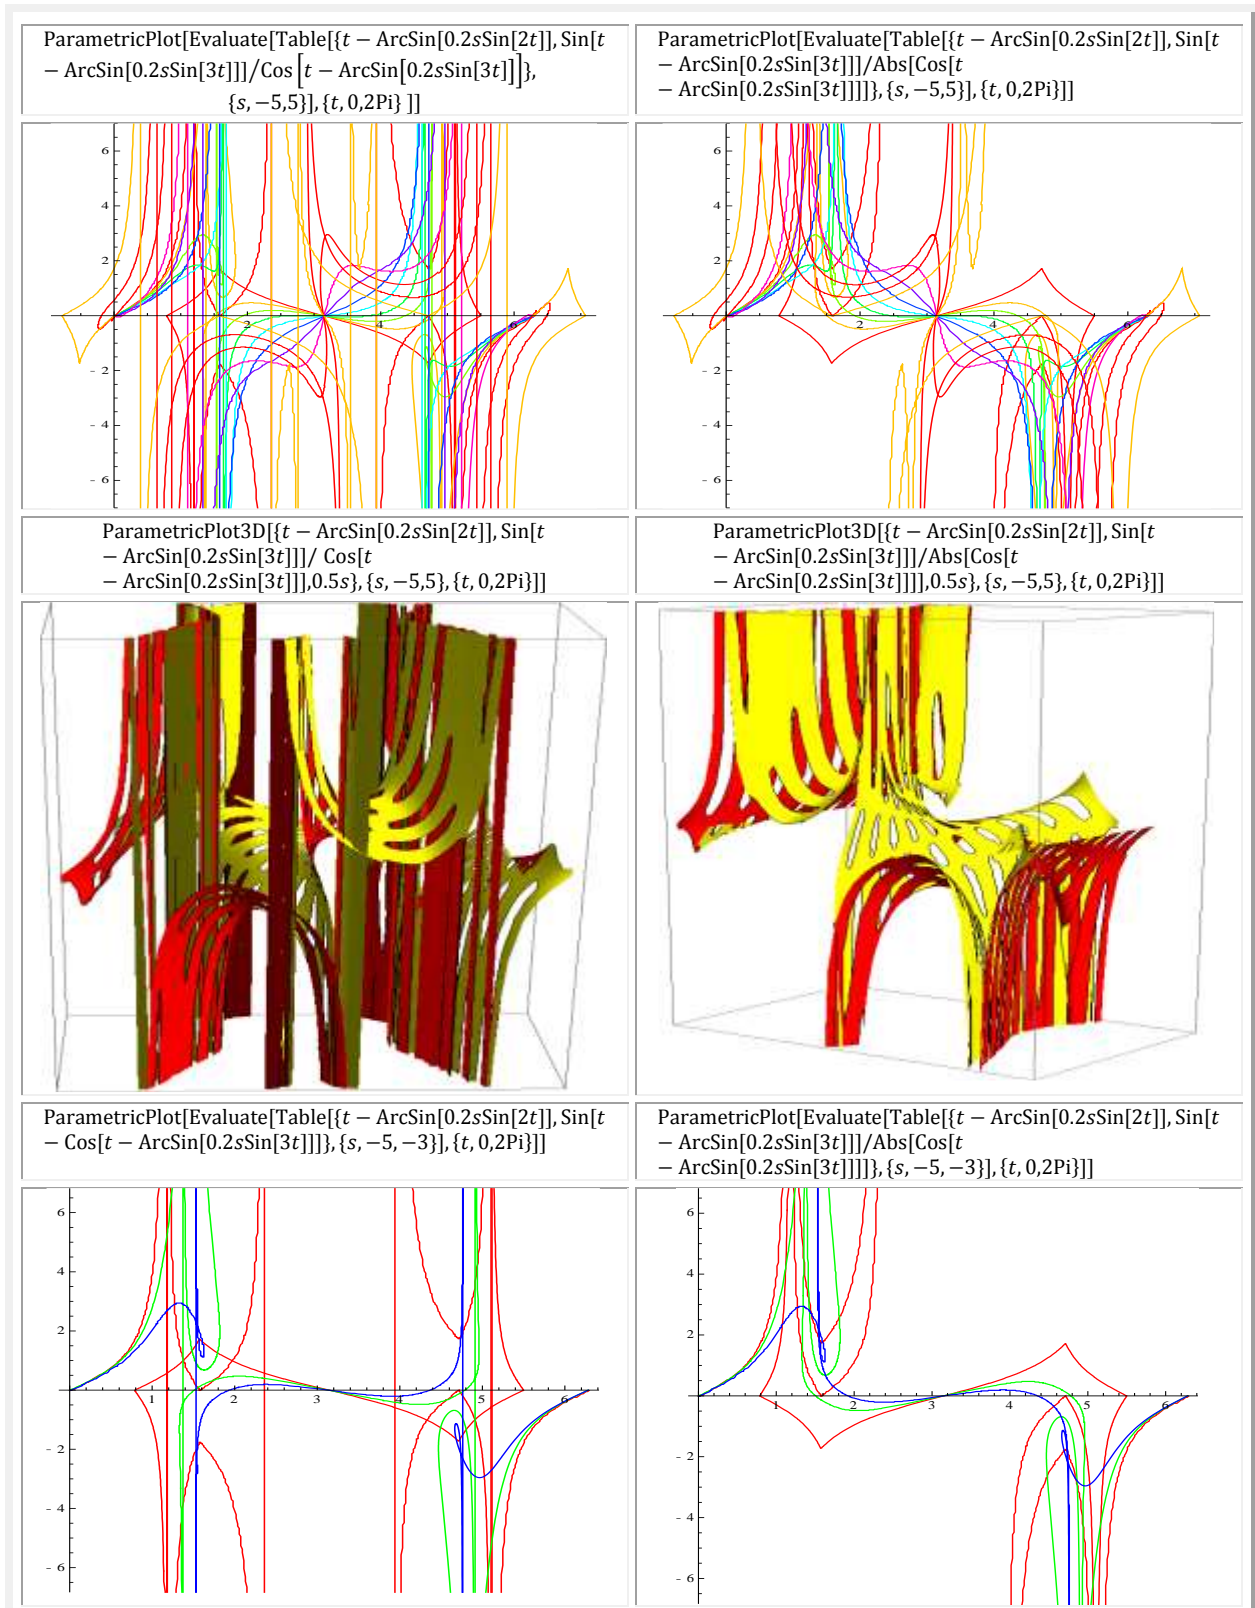 ParametricPlot[Evaluate[Table[{t − ArcSin[0.2sSin[2t]], Sin[t
− ArcSin[0.2sSin[3t]]]/Cos[t − ArcSin[0.2sSin[3t]]]},
{s, −5,5}], {t, 0,2Pi} ]]
ParametricPlot[Evaluate[Table[{t − ArcSin[0.2sSin[2t]], Sin[t
− ArcSin[0.2sSin[3t]]]/Abs[Cos[t
− ArcSin[0.2sSin[3t]]]]}, {s, −5,5}], {t, 0,2Pi}]]
6
4
2
2
4
6
- 2
- 4
- 6
6
4
2
2
4
6
- 2
- 4
- 6
ParametricPlot3D[{t − ArcSin[0.2sSin[2t]], Sin[t
− ArcSin[0.2sSin[3t]]]/ Cos[t
− ArcSin[0.2sSin[3t]]],0.5s}, {s, −5,5}, {t, 0,2Pi}]]
ParametricPlot3D[{t − ArcSin[0.2sSin[2t]], Sin[t
− ArcSin[0.2sSin[3t]]]/Abs[Cos[t
− ArcSin[0.2sSin[3t]]]],0.5s}, {s, −5,5}, {t, 0,2Pi}]]
ParametricPlot[Evaluate[Table[{t − ArcSin[0.2sSin[2t]], Sin[t
− Cos[t − ArcSin[0.2sSin[3t]]]}, {s, −5, −3}], {t, 0,2Pi}]]
ParametricPlot[Evaluate[Table[{t − ArcSin[0.2sSin[2t]], Sin[t
− ArcSin[0.2sSin[3t]]]/Abs[Cos[t
− ArcSin[0.2sSin[3t]]]]}, {s, −5, −3}], {t, 0,2Pi}]]
6
4
2
1
2
3
4
5
6
- 2
- 4
- 6
6
4
2
1
2
3
4
5
6
- 2
- 4
- 6